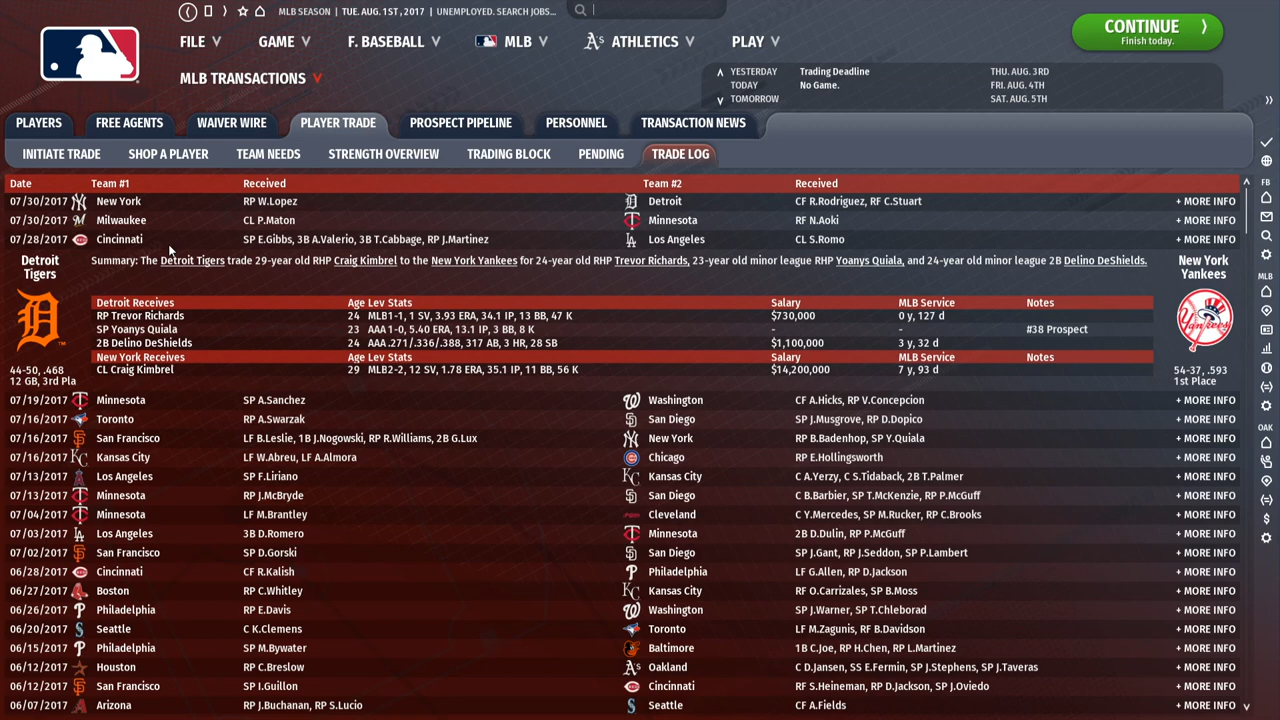 MLB SEASON | TUE. AUG. 1ST, 2017 | UNEMPLOYED. SEARCH JOBS...
FILE GAME F. BASEBALL MLB A's ATHLETICS PLAY
CONTINUE
Finish today.
MLB TRANSACTIONS
YESTERDAY Trading Deadline THU. AUG. 3RD
TODAY No Game. FRI. AUG. 4TH
TOMORROW SAT. AUG. 5TH
PLAYERS FREE AGENTS WAIVER WIRE PLAYER TRADE PROSPECT PIPELINE PERSONNEL TRANSACTION NEWS
INITIATE TRADE SHOP A PLAYER TEAM NEEDS STRENGTH OVERVIEW TRADING BLOCK PENDING TRADE LOG
Date Team #1 Received Team #2 Received
07/30/2017 New York RP W.Lopez Detroit CF R.Rodriguez, RF C.Stuart + MORE INFO
07/30/2017 Milwaukee CL P.Maton Minnesota RF N.Aoki + MORE INFO
07/28/2017 Cincinnati SP E.Gibbs, 3B A.Valerio, 3B T.Cabbage, RP J.Martinez Los Angeles CL S.Romo + MORE INFO
Detroit Tigers
Summary: The Detroit Tigers trade 29-year old RHP Craig Kimbrel to the New York Yankees for 24-year old RHP Trevor Richards, 23-year old minor league RHP Yoanys Quiala, and 24-year old minor league 2B Delino DeShields.
New York Yankees
Detroit Receives Age Lev Stats Salary MLB Service Notes
RP Trevor Richards 24 MLB 1-1, 1 SV, 3.93 ERA, 34.1 IP, 13 BB, 47 K $730,000 0 y, 127 d
SP Yoanys Quiala 23 AAA 1-0, 5.40 ERA, 13.1 IP, 3 BB, 8 K - - #38 Prospect
2B Delino DeShields 24 AAA .271/.336/.388, 317 AB, 3 HR, 28 SB $1,100,000 3 y, 32 d
New York Receives Age Lev Stats Salary MLB Service Notes
CL Craig Kimbrel 29 MLB 2-2, 12 SV, 1.78 ERA, 35.1 IP, 11 BB, 56 K $14,200,000 7 y, 93 d
44-50, .468
12 GB, 3rd Pla
54-37, .593
1st Place
07/19/2017 Minnesota SP A.Sanchez Washington CF A.Hicks, RP V.Concepcion + MORE INFO
07/16/2017 Toronto RP A.Swarzak San Diego SP J.Musgrove, RP D.Dopico + MORE INFO
07/16/2017 San Francisco LF B.Leslie, 1B J.Nogowski, RP R.Williams, 2B G.Lux New York RP B.Badenhop, SP Y.Quiala + MORE INFO
07/16/2017 Kansas City LF W.Abreu, LF A.Almora Chicago RP E.Hollingsworth + MORE INFO
07/13/2017 Los Angeles SP F.Liriano Kansas City C A.Yerzy, C S.Tidaback, 2B T.Palmer + MORE INFO
07/13/2017 Minnesota RP J.McBryde San Diego C B.Barbier, SP T.McKenzie, RP P.McGuff + MORE INFO
07/04/2017 Minnesota LF M.Brantley Cleveland C Y.Mercedes, SP M.Rucker, RP C.Brooks + MORE INFO
07/03/2017 Los Angeles 3B D.Romero Minnesota 2B D.Dulin, RP P.McGuff + MORE INFO
07/02/2017 San Francisco SP D.Gorski San Diego SP J.Gant, RP J.Seddon, SP P.Lambert + MORE INFO
06/28/2017 Cincinnati CF R.Kalish Philadelphia LF G.Allen, RP D.Jackson + MORE INFO
06/27/2017 Boston RP C.Whitley Kansas City RF O.Carrizales, SP B.Moss + MORE INFO
06/26/2017 Philadelphia RP E.Davis Washington SP J.Warner, SP T.Chleborad + MORE INFO
06/20/2017 Seattle C K.Clemens Toronto LF M.Zagunis, RF B.Davidson + MORE INFO
06/15/2017 Philadelphia SP M.Bywater Baltimore 1B C.Joe, RP H.Chen, RP L.Martinez + MORE INFO
06/12/2017 Houston RP C.Breslow Oakland C D.Jansen, SS E.Fermin, SP J.Stephens, SP J.Taveras + MORE INFO
06/12/2017 San Francisco SP I.Guillon Cincinnati RF S.Heineman, RP D.Jackson, SP J.Oviedo + MORE INFO
06/07/2017 Arizona RP J.Buchanan, RP S.Lucio Seattle CF A.Fields + MORE INFO
FB
MLB
OAK